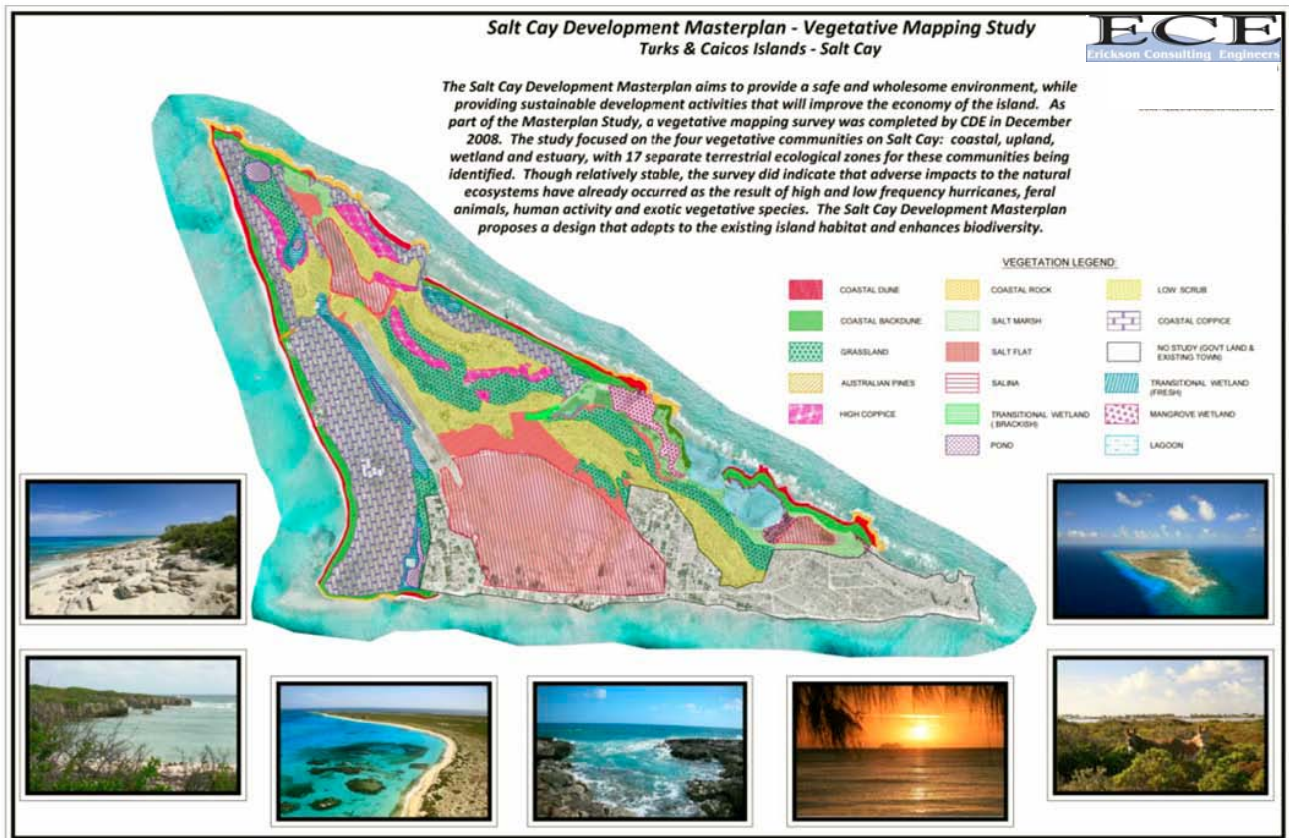 Salt Cay Development Masterplan - Vegetative Mapping Study
Turks & Caicos Islands - Salt Cay
ECE
Erickson Consulting Engineers
The Salt Cay Development Masterplan aims to provide a safe and wholesome environment, while
providing sustainable development activities that will improve the economy of the island. As
part of the Masterplan Study, a vegetative mapping survey was completed by CDE in December
2008. The study focused on the four vegetative communities on Salt Cay: coastal, upland,
wetland and estuary, with 17 separate terrestrial ecological zones for these communities being
identified. Though relatively stable, the survey did indicate that adverse impacts to the natural
ecosystems have already occurred as the result of high and low frequency hurricanes, feral
animals, human activity and exotic vegetative species. The Salt Cay Development Masterplan
proposes a design that adapts to the existing island habitat and enhances biodiversity.
VEGETATION LEGEND:
COASTAL DUNE
COASTAL BACKDUNE
GRASSLAND
AUSTRALIAN PINES
HIGH COPPICE
COASTAL ROCK
SALT MARSH
SALT FLAT
SALINA
TRANSITIONAL WETLAND
( BRACKISH)
POND
LOW SCRUB
COASTAL COPPICE
NO STUDY (GOVT LAND &
EXISTING TOWN)
TRANSITIONAL WETLAND
(FRESH)
MANGROVE WETLAND
LAGOON